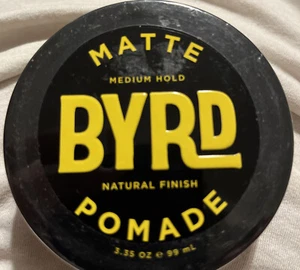 MATTE
MEDIUM HOLD
BYRD
NATURAL FINISH
POMADE
3.35 OZ e 99 mL